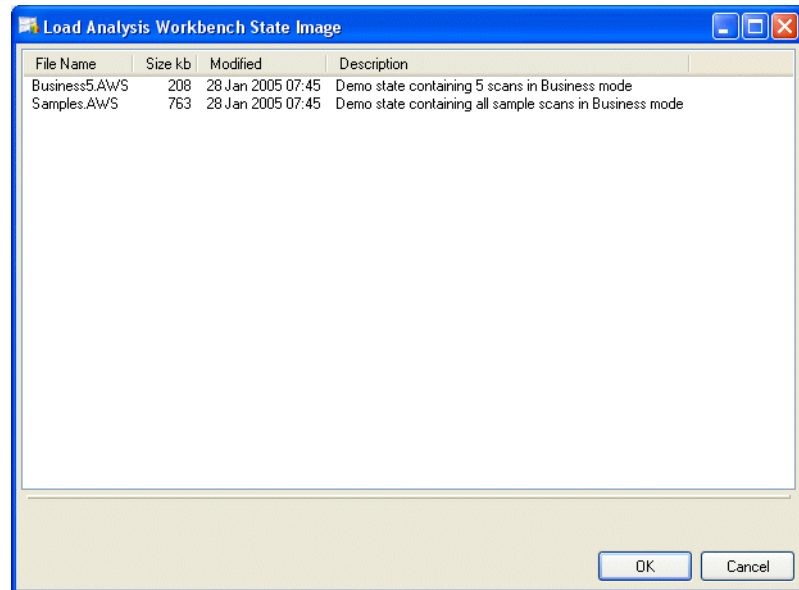 Load Analysis Workbench State Image
File Name Size kb Modified Description
Business5.AWS 208 28 Jan 2005 07:45 Demo state containing 5 scans in Business mode
Samples.AWS 763 28 Jan 2005 07:45 Demo state containing all sample scans in Business mode
OK Cancel